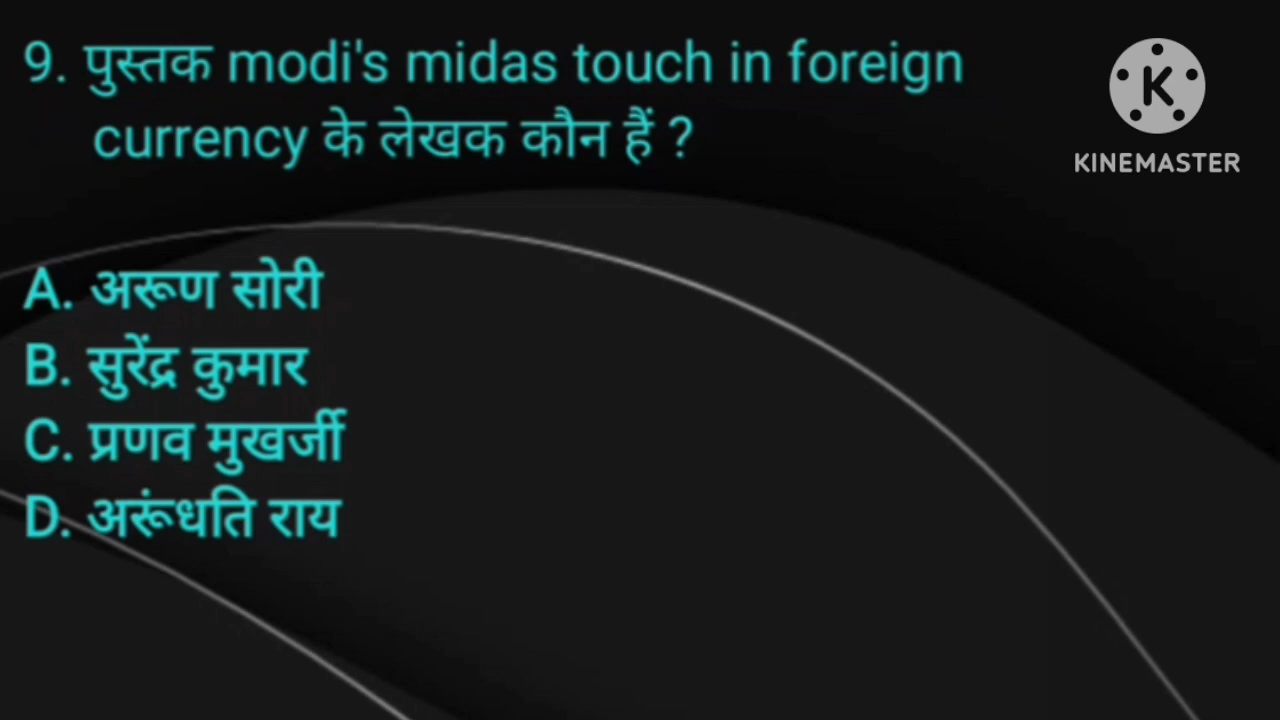 9. पुस्तक modi's midas touch in foreign
currency के लेखक कौन हैं ?
KINEMASTER
A. अरूण सोरी
B. सुरेंद्र कुमार
C. प्रणव मुखर्जी
D. अरूंधति राय